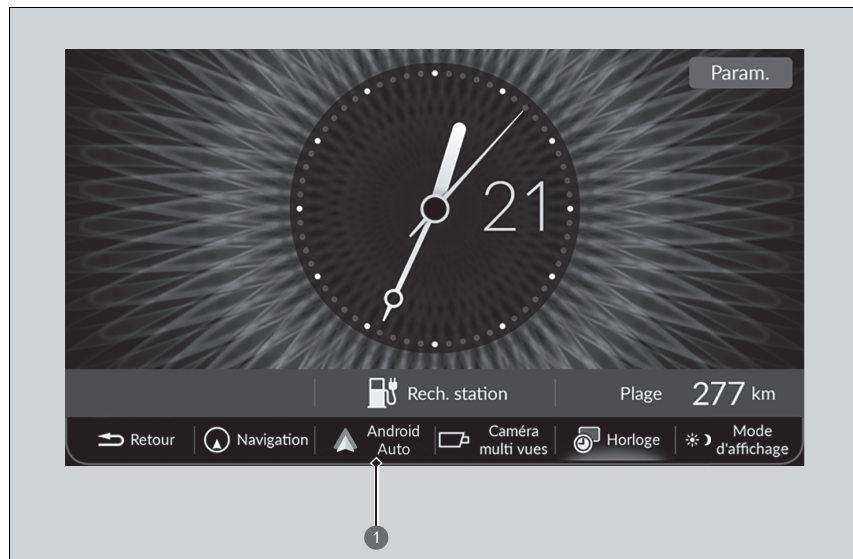 Param.
21
Rech. station
Plage 277 km
Retour
Navigation
Android
Auto
Caméra
multi vues
Horloge
Mode
d'affichage
1